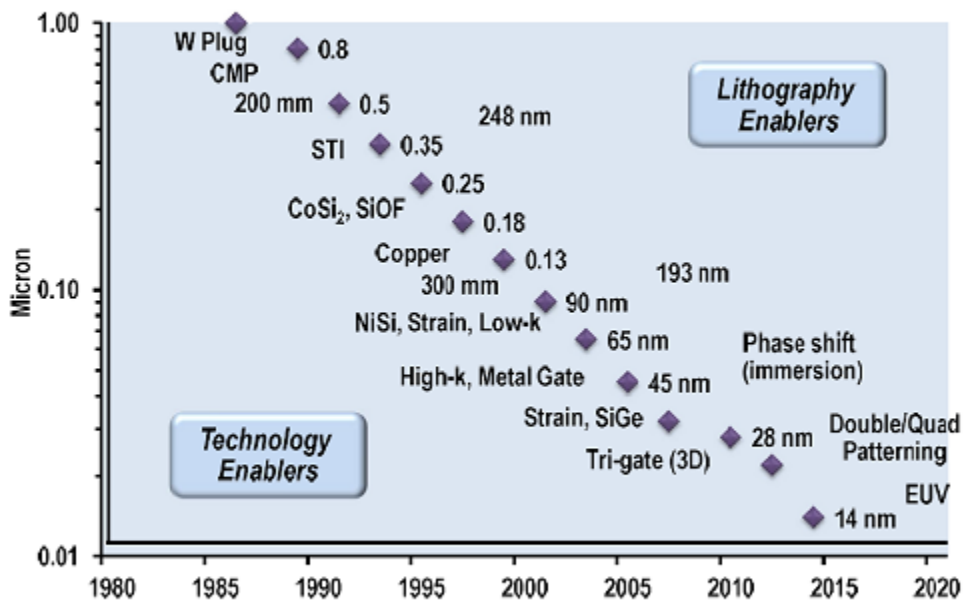 1.00
W Plug
0.8
CMP
Lithography
Enablers
200 mm
0.5
248 nm
STI
0.35
0.25
CoSi₂, SiOF
0.18
Copper
0.13
193 nm
300 mm
Micron
0.10
90 nm
NiSi, Strain, Low-k
65 nm
Phase shift
(immersion)
High-k, Metal Gate
45 nm
Strain, SiGe
Double/Quad
Patterning
28 nm
Technology
Enablers
Tri-gate (3D)
EUV
14 nm
0.01
1980 1985 1990 1995 2000 2005 2010 2015 2020